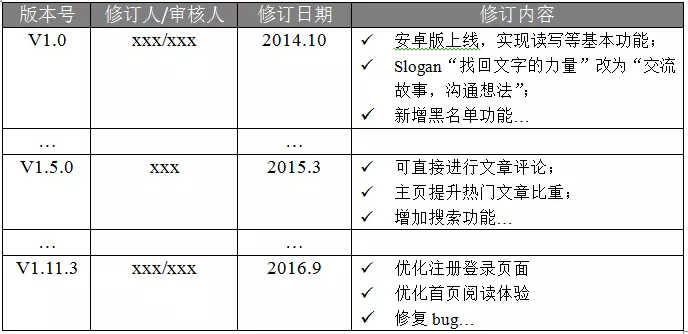 版本号 修订人/审核人 修订日期 修订内容
V1.0 xxx/xxx 2014.10 ✓ 安卓版上线，实现读写等基本功能；
✓ Slogan“找回文字的力量”改为“交流
故事，沟通想法”；
✓ 新增黑名单功能…
… …
V1.5.0 xxx 2015.3 ✓ 可直接进行文章评论；
✓ 主页提升热门文章比重；
✓ 增加搜索功能…
… …
V1.11.3 xxx/xxx 2016.9 ✓ 优化注册登录页面
✓ 优化首页阅读体验
✓ 修复 bug…